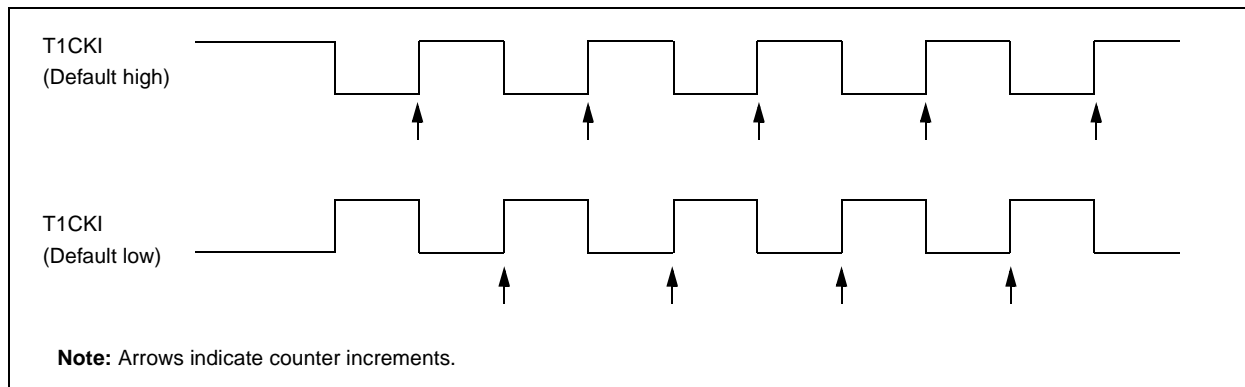 T1CKI
(Default high)
T1CKI
(Default low)
Note: Arrows indicate counter increments.